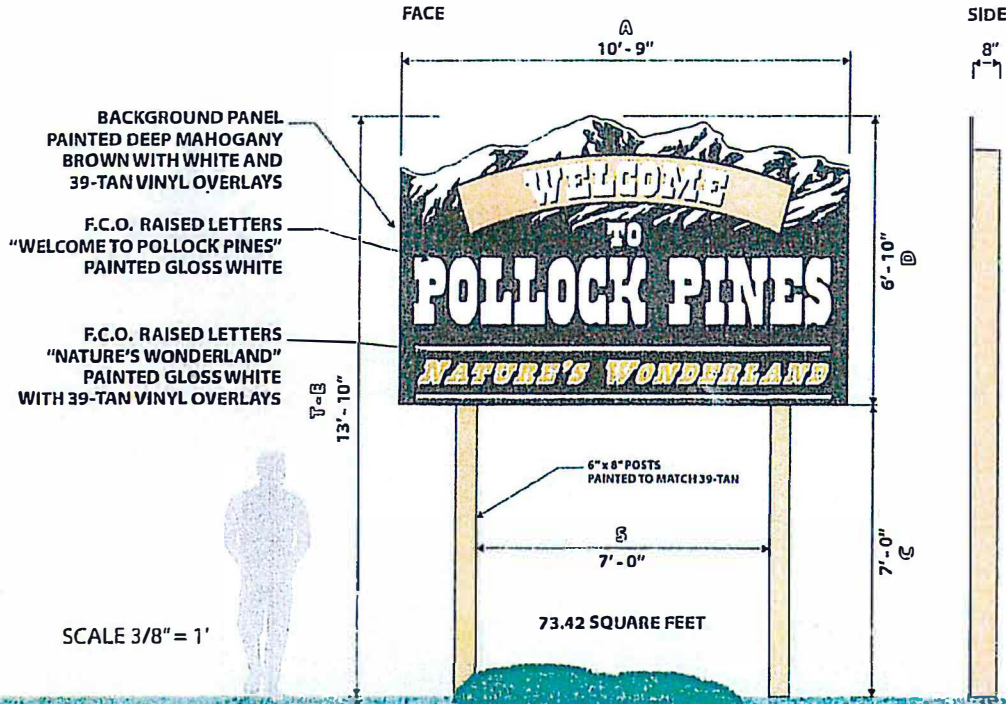 FACE
SIDE
A
10'-9"
8"
BACKGROUND PANEL
PAINTED DEEP MAHOGANY
BROWN WITH WHITE AND
39-TAN VINYL OVERLAYS
F.C.O. RAISED LETTERS
"WELCOME TO POLLOCK PINES"
PAINTED GLOSS WHITE
F.C.O. RAISED LETTERS
"NATURE'S WONDERLAND"
PAINTED GLOSS WHITE
WITH 39-TAN VINYL OVERLAYS
WELCOME
TO
POLLOCK PINES
NATURE'S WONDERLAND
6'-10"
D
T-B
13'-10"
6" x 8" POSTS
PAINTED TO MATCH 39-TAN
S
7'-0"
7'-0"
C
73.42 SQUARE FEET
SCALE 3/8" = 1'